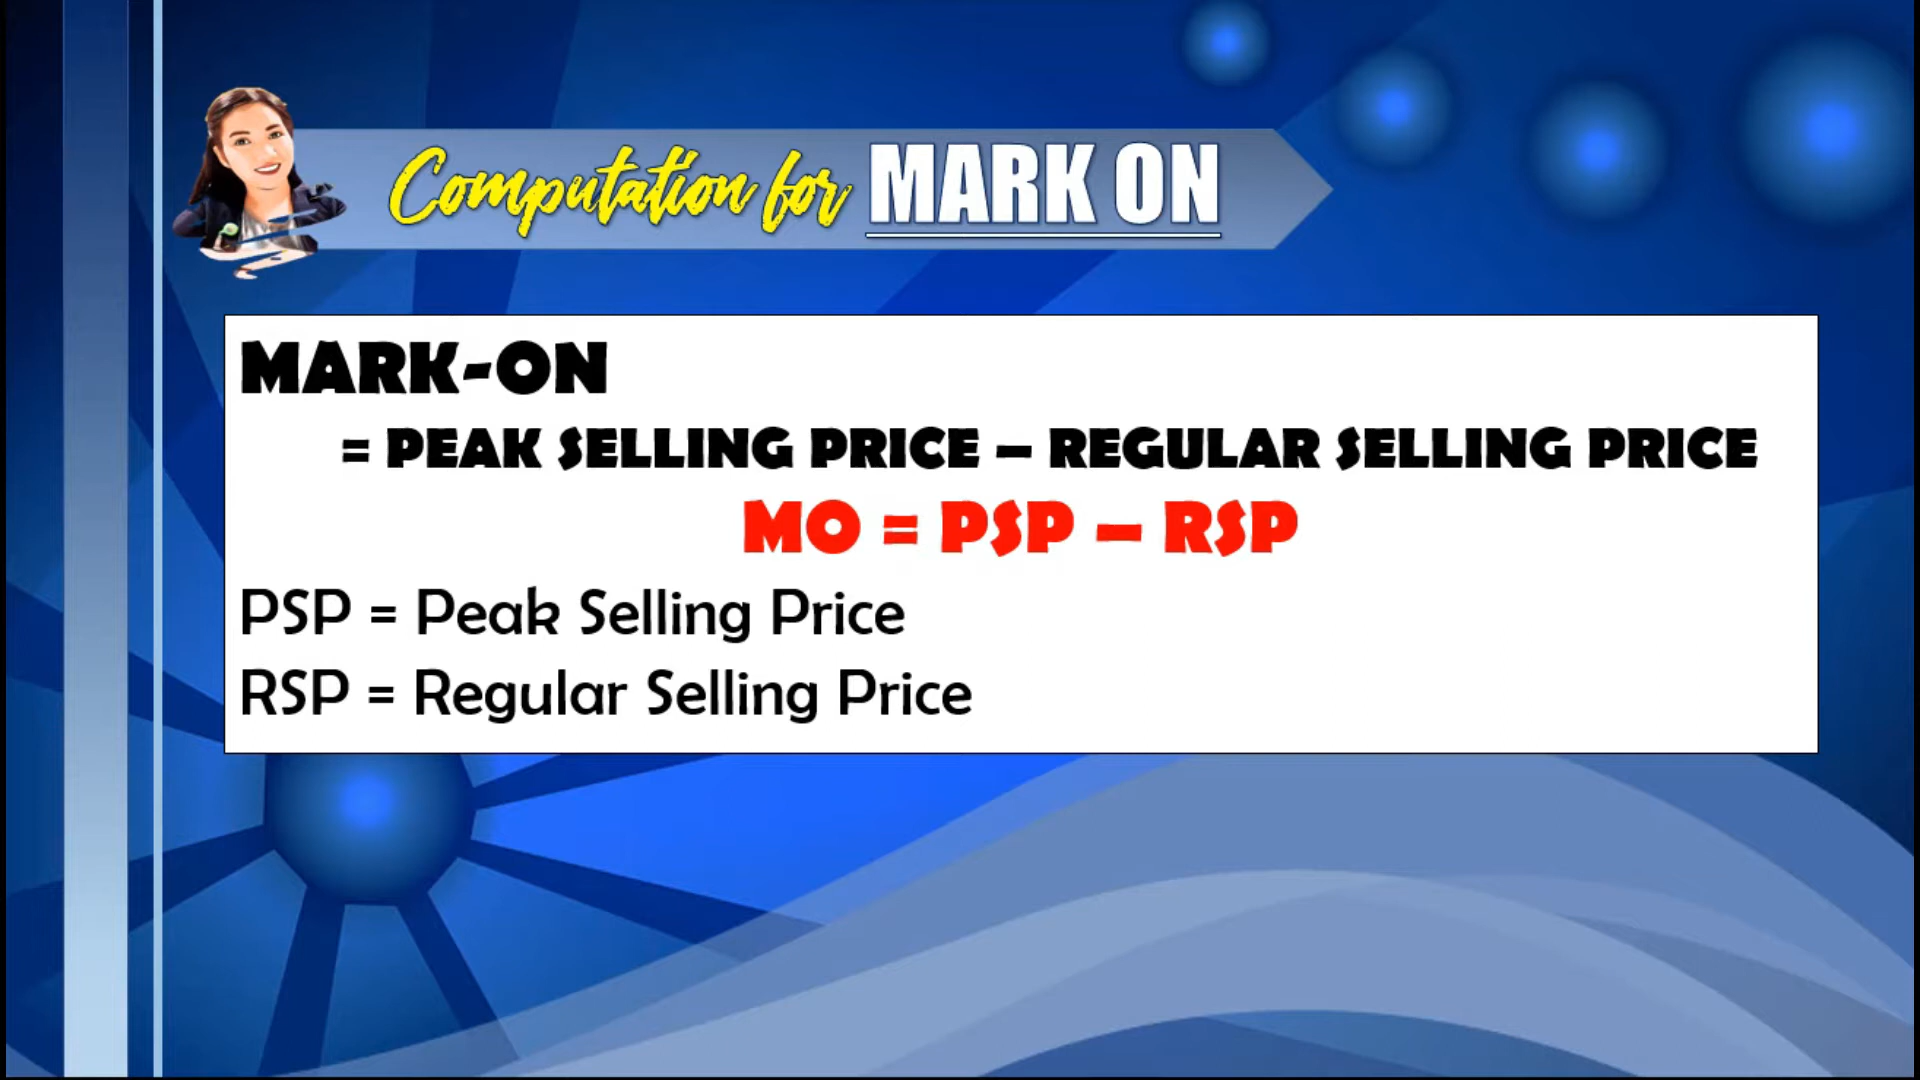 Computation for MARK ON
MARK-ON
= PEAK SELLING PRICE – REGULAR SELLING PRICE
MO = PSP – RSP
PSP = Peak Selling Price
RSP = Regular Selling Price